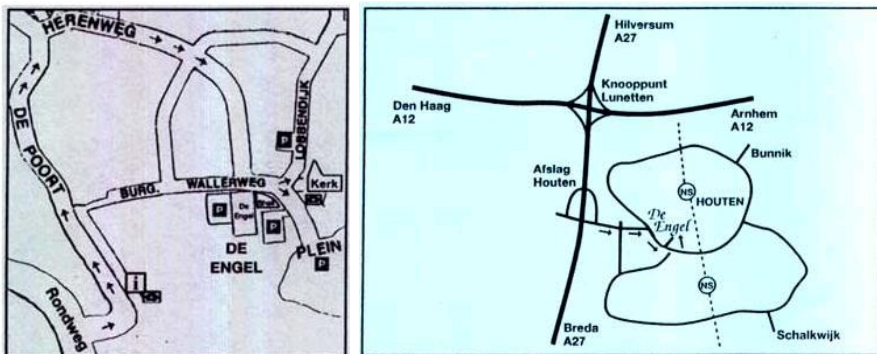 HERENWEG
DE POORT
LOBBENDIJK
P
BURG. WALLERWEG
Kerk
P
De
Engel
P
DE
ENGEL
PLEIN
P
i
Rondweg
Hilversum
A27
Knooppunt
Lunetten
Den Haag
A12
Arnhem
A12
Bunnik
Afslag
Houten
NS
HOUTEN
De
Engel
NS
Breda
A27
Schalkwijk